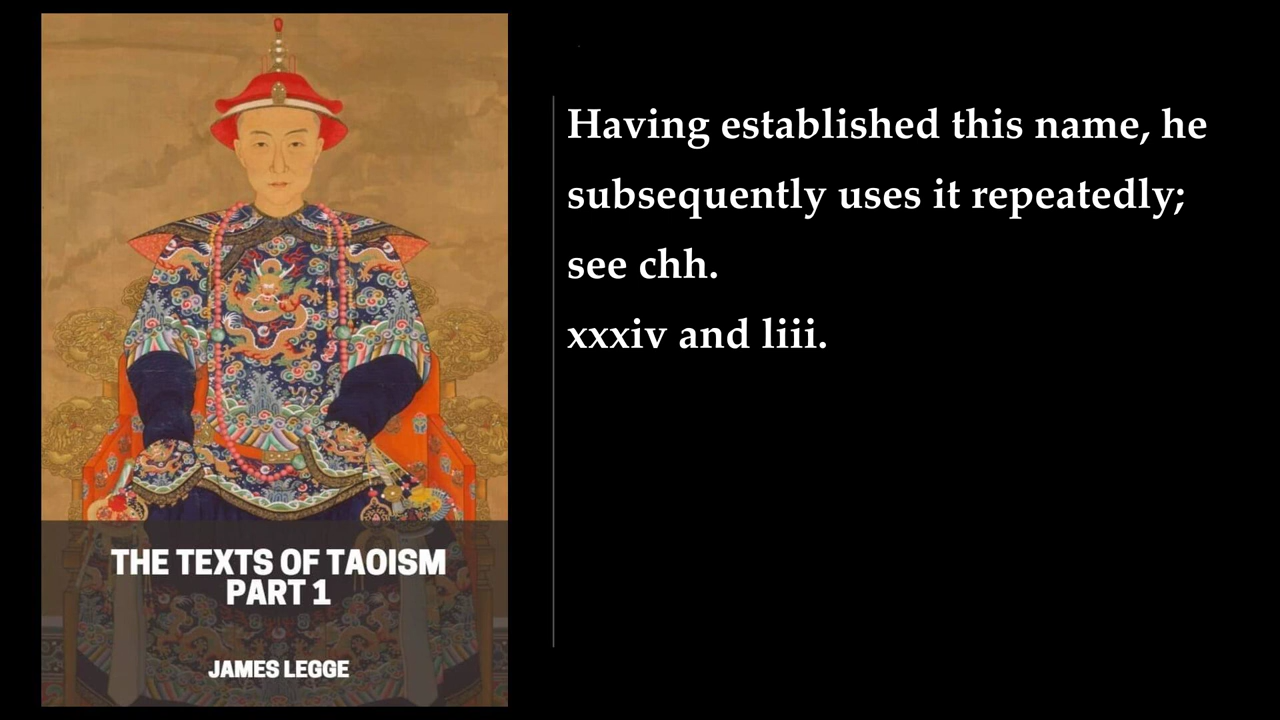 THE TEXTS OF TAOISM
PART 1
JAMES LEGGE
Having established this name, he
subsequently uses it repeatedly;
see chh.
xxxiv and liii.